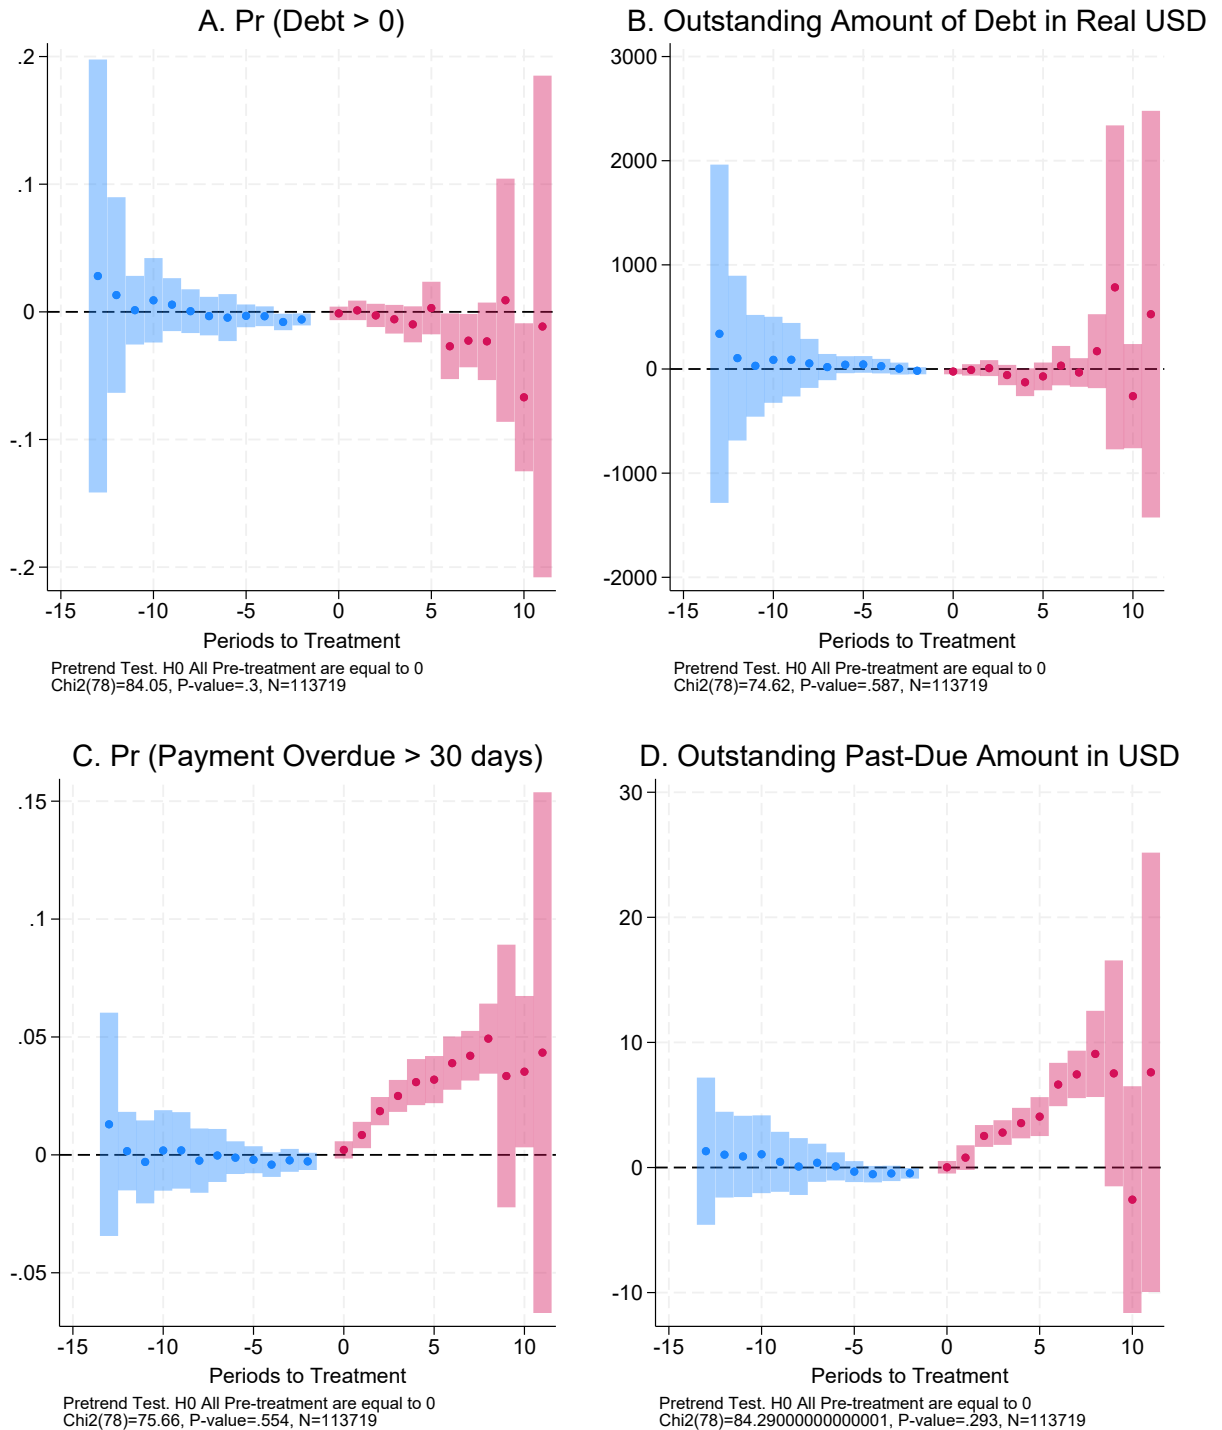 A. Pr (Debt > 0)
.2
.1
0
-.1
-.2
-15 -10 -5 0 5 10
Periods to Treatment
Pretrend Test. H0 All Pre-treatment are equal to 0
Chi2(78)=84.05, P-value=.3, N=113719
B. Outstanding Amount of Debt in Real USD
3000
2000
1000
0
-1000
-2000
-15 -10 -5 0 5 10
Periods to Treatment
Pretrend Test. H0 All Pre-treatment are equal to 0
Chi2(78)=74.62, P-value=.587, N=113719
C. Pr (Payment Overdue > 30 days)
.15
.1
.05
0
-.05
-15 -10 -5 0 5 10
Periods to Treatment
Pretrend Test. H0 All Pre-treatment are equal to 0
Chi2(78)=75.66, P-value=.554, N=113719
D. Outstanding Past-Due Amount in USD
30
20
10
0
-10
-15 -10 -5 0 5 10
Periods to Treatment
Pretrend Test. H0 All Pre-treatment are equal to 0
Chi2(78)=84.29000000000001, P-value=.293, N=113719